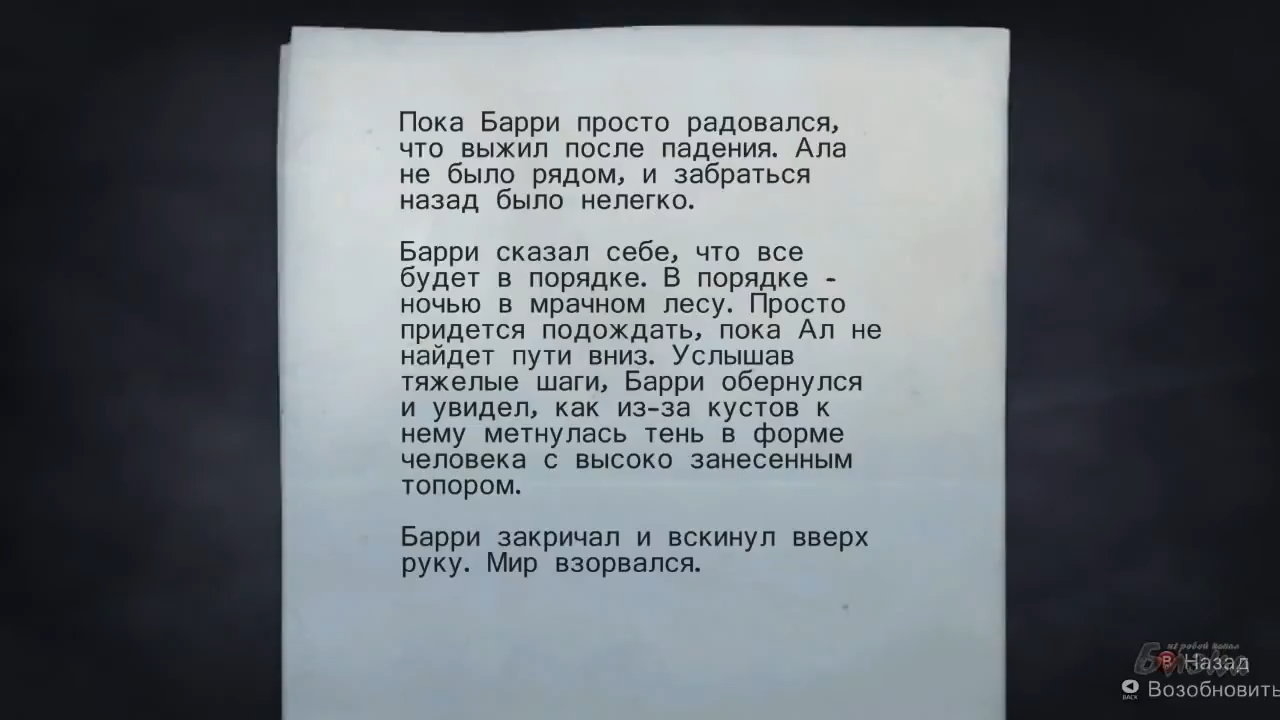 Пока Барри просто радовался,
что выжил после падения. Ала
не было рядом, и забраться
назад было нелегко.
Барри сказал себе, что все
будет в порядке. В порядке -
ночью в мрачном лесу. Просто
придется подождать, пока Ал не
найдет пути вниз. Услышав
тяжелые шаги, Барри обернулся
и увидел, как из-за кустов к
нему метнулась тень в форме
человека с высоко занесенным
топором.
Барри закричал и вскинул вверх
руку. Мир взорвался.
игровой канал
B Назад
BACK Возобновить